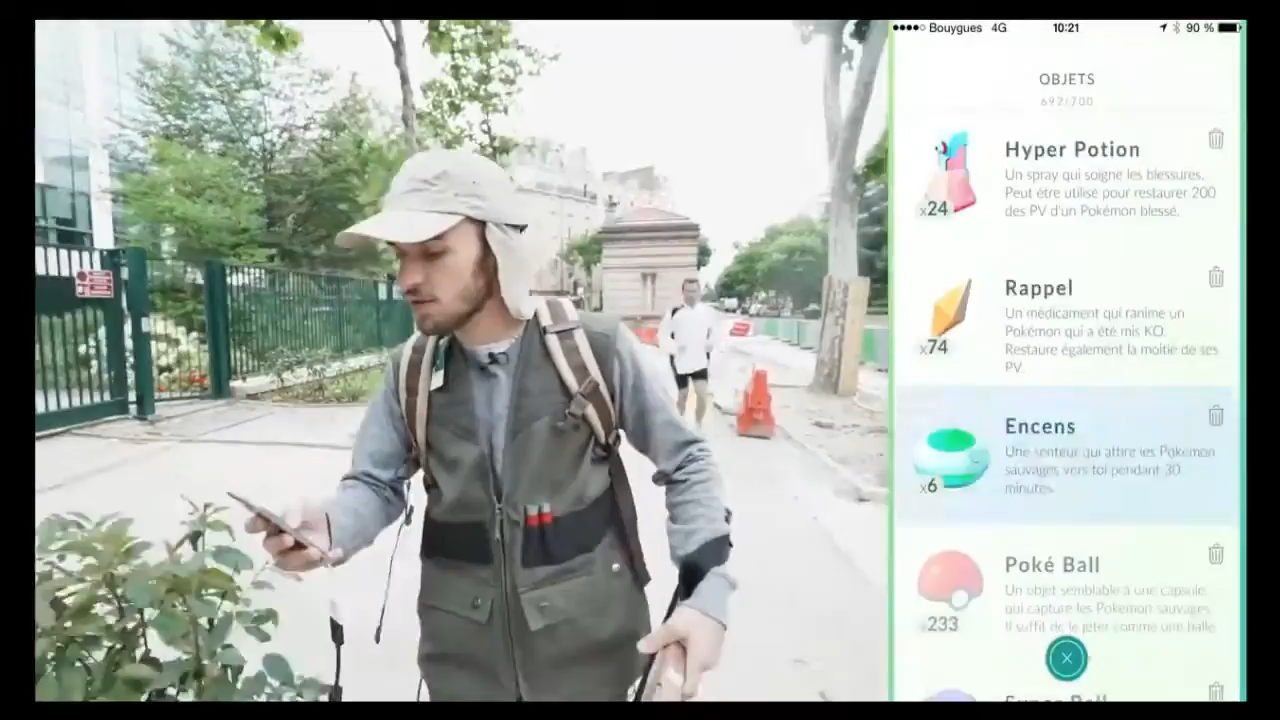 Bouygues 4G 10:21 90 %
OBJETS
692/700
Hyper Potion
Un spray qui soigne les blessures.
Peut être utilisé pour restaurer 200
des PV d'un Pokémon blessé.
x24
Rappel
Un médicament qui ranime un
Pokémon qui a été mis KO.
Restaure également la moitié de ses
PV.
x74
Encens
Une senteur qui attire les Pokémon
sauvages vers toi pendant 30
minutes.
x6
Poké Ball
Un objet semblable à une capsule,
qui capture les Pokémon sauvages.
Il suffit de le jeter comme une balle
x233